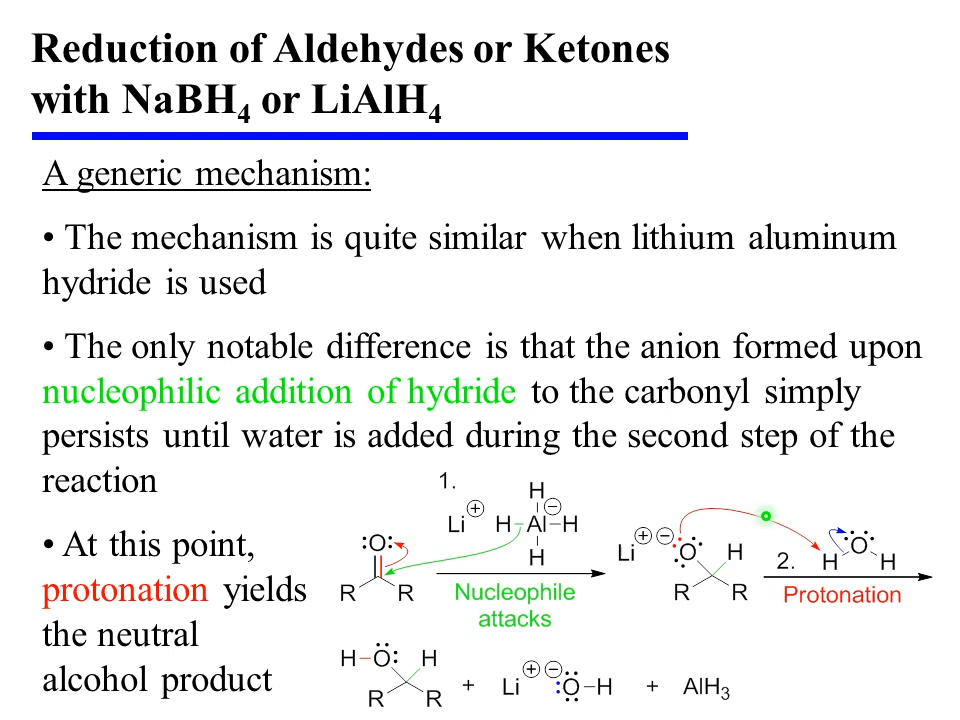 Reduction of Aldehydes or Ketones
with NaBH₄ or LiAlH₄
A generic mechanism:
• The mechanism is quite similar when lithium aluminum
hydride is used
• The only notable difference is that the anion formed upon
nucleophilic addition of hydride to the carbonyl simply
persists until water is added during the second step of the
reaction
• At this point,
protonation yields
the neutral
alcohol product
1.
H
Li ⊕ H Al ⊖ H
H
O
R R
Nucleophile
attacks
Li ⊕ ⊖ O H
R R
2.
H O H
Protonation
H O H
R R
+ Li ⊕ ⊖ O H + AlH₃